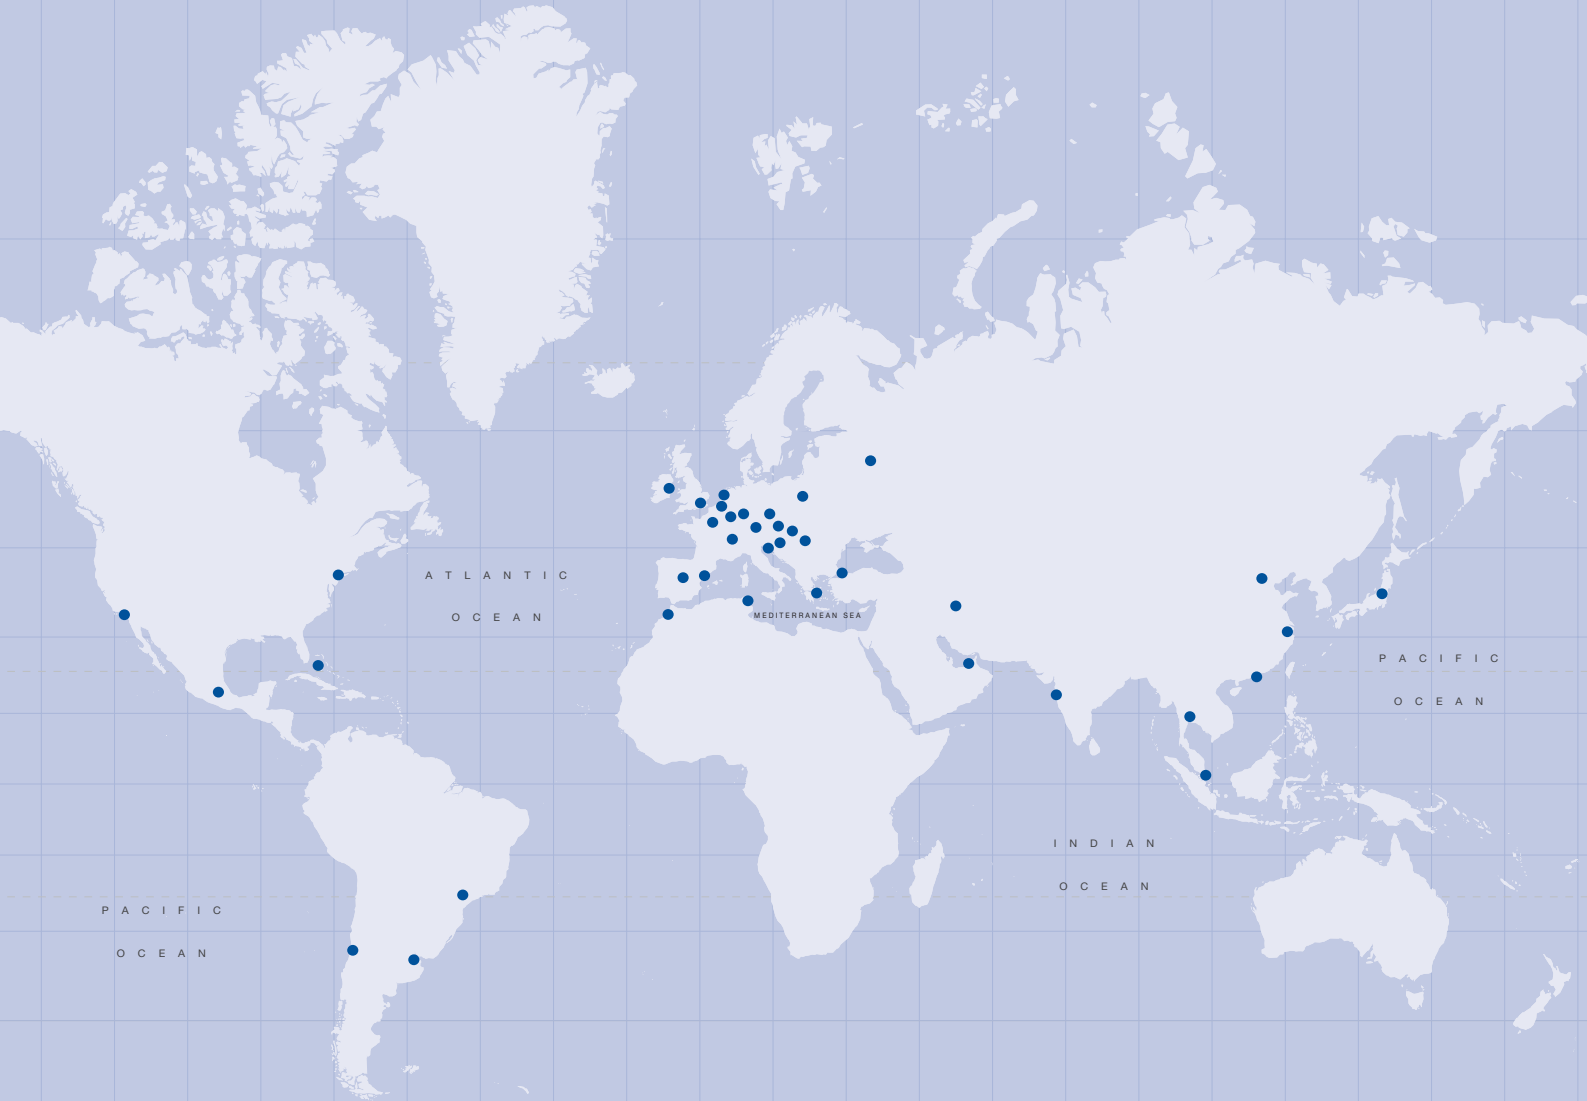 ATLANTIC
OCEAN
MEDITERRANEAN SEA
PACIFIC
OCEAN
INDIAN
OCEAN
PACIFIC
OCEAN